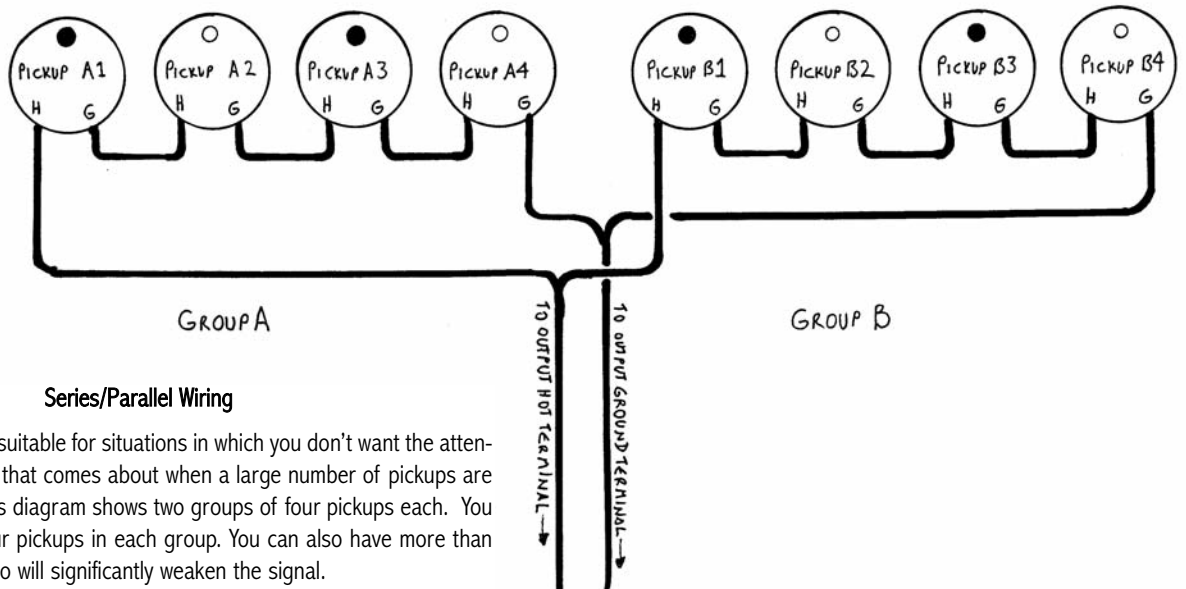 PICKUP A1 PICKUP A2 PICKUP A3 PICKUP A4 PICKUP B1 PICKUP B2 PICKUP B3 PICKUP B4
H G H G H G H G H G H G H G H G
GROUP A
GROUP B
TO OUTPUT HOT TERMINAL
TO OUTPUT GROUND TERMINAL
Series/Parallel Wiring
suitable for situations in which you don't want the atten-
that comes about when a large number of pickups are
s diagram shows two groups of four pickups each. You
ur pickups in each group. You can also have more than
o will significantly weaken the signal.